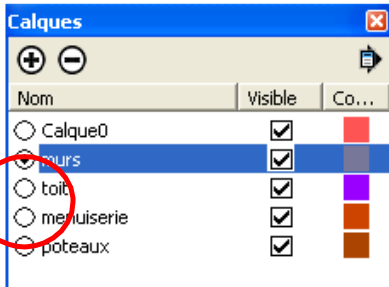 Calques
Nom Visible Co...
Calque0
murs
toit
menuiserie
poteaux